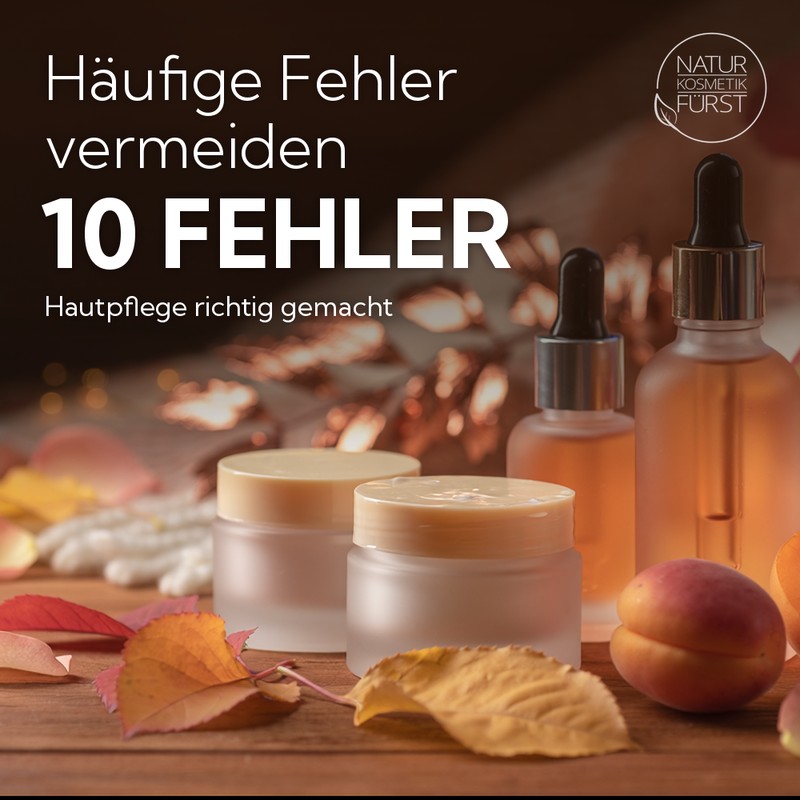 Häufige Fehler
vermeiden
10 FEHLER
Hautpflege richtig gemacht
NATUR
KOSMETIK
FÜRST